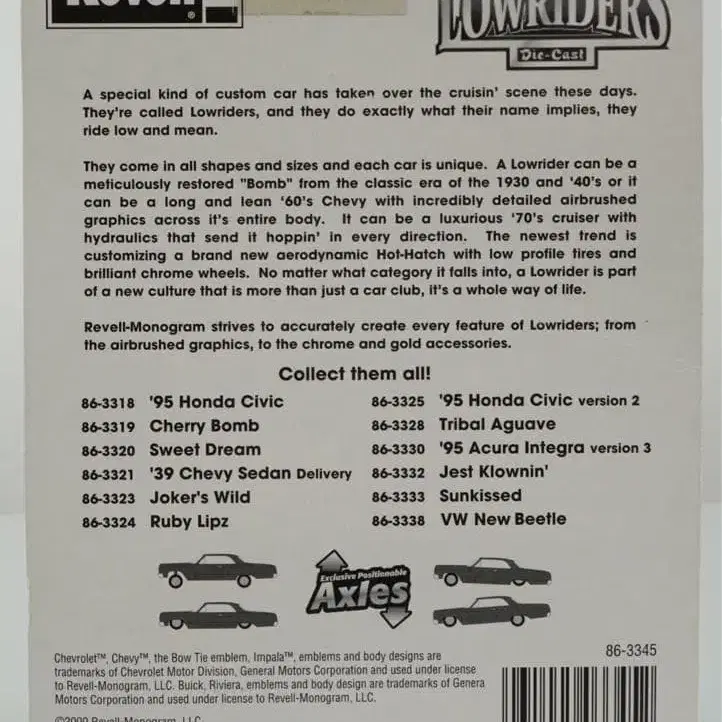 Revell
®
LOWRIDERS
Die-Cast
A special kind of custom car has taken over the cruisin' scene these days.
They're called Lowriders, and they do exactly what their name implies, they
ride low and mean.
They come in all shapes and sizes and each car is unique. A Lowrider can be a
meticulously restored "Bomb" from the classic era of the 1930 and '40's or it
can be a long and lean '60's Chevy with incredibly detailed airbrushed
graphics across it's entire body. It can be a luxurious '70's cruiser with
hydraulics that send it hoppin' in every direction. The newest trend is
customizing a brand new aerodynamic Hot-Hatch with low profile tires and
brilliant chrome wheels. No matter what category it falls into, a Lowrider is part
of a new culture that is more than just a car club, it's a whole way of life.
Revell-Monogram strives to accurately create every feature of Lowriders; from
the airbrushed graphics, to the chrome and gold accessories.
Collect them all!
86-3318 '95 Honda Civic
86-3319 Cherry Bomb
86-3320 Sweet Dream
86-3321 '39 Chevy Sedan Delivery
86-3323 Joker's Wild
86-3324 Ruby Lipz
86-3325 '95 Honda Civic version 2
86-3328 Tribal Aguave
86-3330 '95 Acura Integra version 3
86-3332 Jest Klownin'
86-3333 Sunkissed
86-3338 VW New Beetle
Exclusive Positionable
Axles
86-3345
Chevrolet™, Chevy™, the Bow Tie emblem, Impala™, emblems and body designs are
trademarks of Chevrolet Motor Division, General Motors Corporation and used under license
to Revell-Monogram, LLC. Buick, Riviera, emblems and body design are trademarks of Genera
Motors Corporation and used under license to Revell-Monogram, LLC.
©2000 Revell-Monogram, LLC